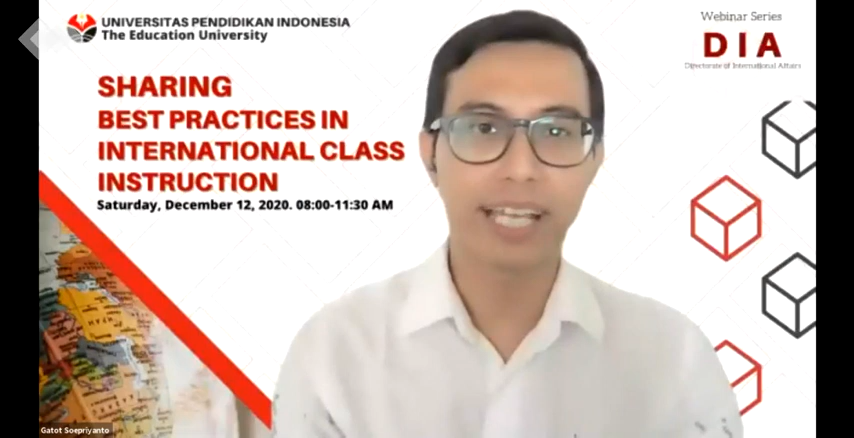 UNIVERSITAS PENDIDIKAN INDONESIA
The Education University
Webinar Series
DIA
Directorate of International Affairs
SHARING
BEST PRACTICES IN
INTERNATIONAL CLASS
INSTRUCTION
Saturday, December 12, 2020. 08:00-11:30 AM
Gatot Soepriyanto